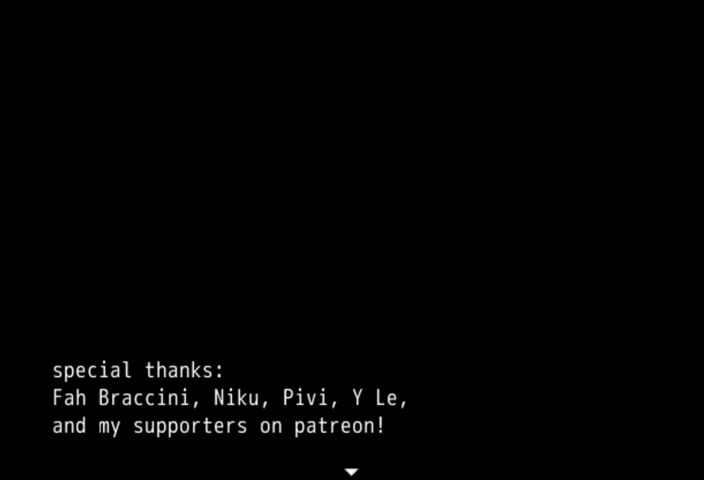 special thanks:
Fah Braccini, Niku, Pivi, Y Le,
and my supporters on patreon!